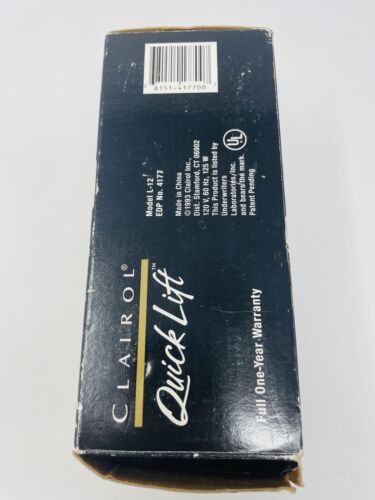 8151-417700
CLAIROL®
Quick Lift™
Model L-12
EDP No. 4177
Made in China
©1993 Clairol Inc.
Dist. Stamford, CT 06902
120 V, 60 Hz, 125 W
This Product is listed by
Underwriters
Laboratories, Inc.
and bears the mark.
Patent Pending
UL
Full One-Year Warranty